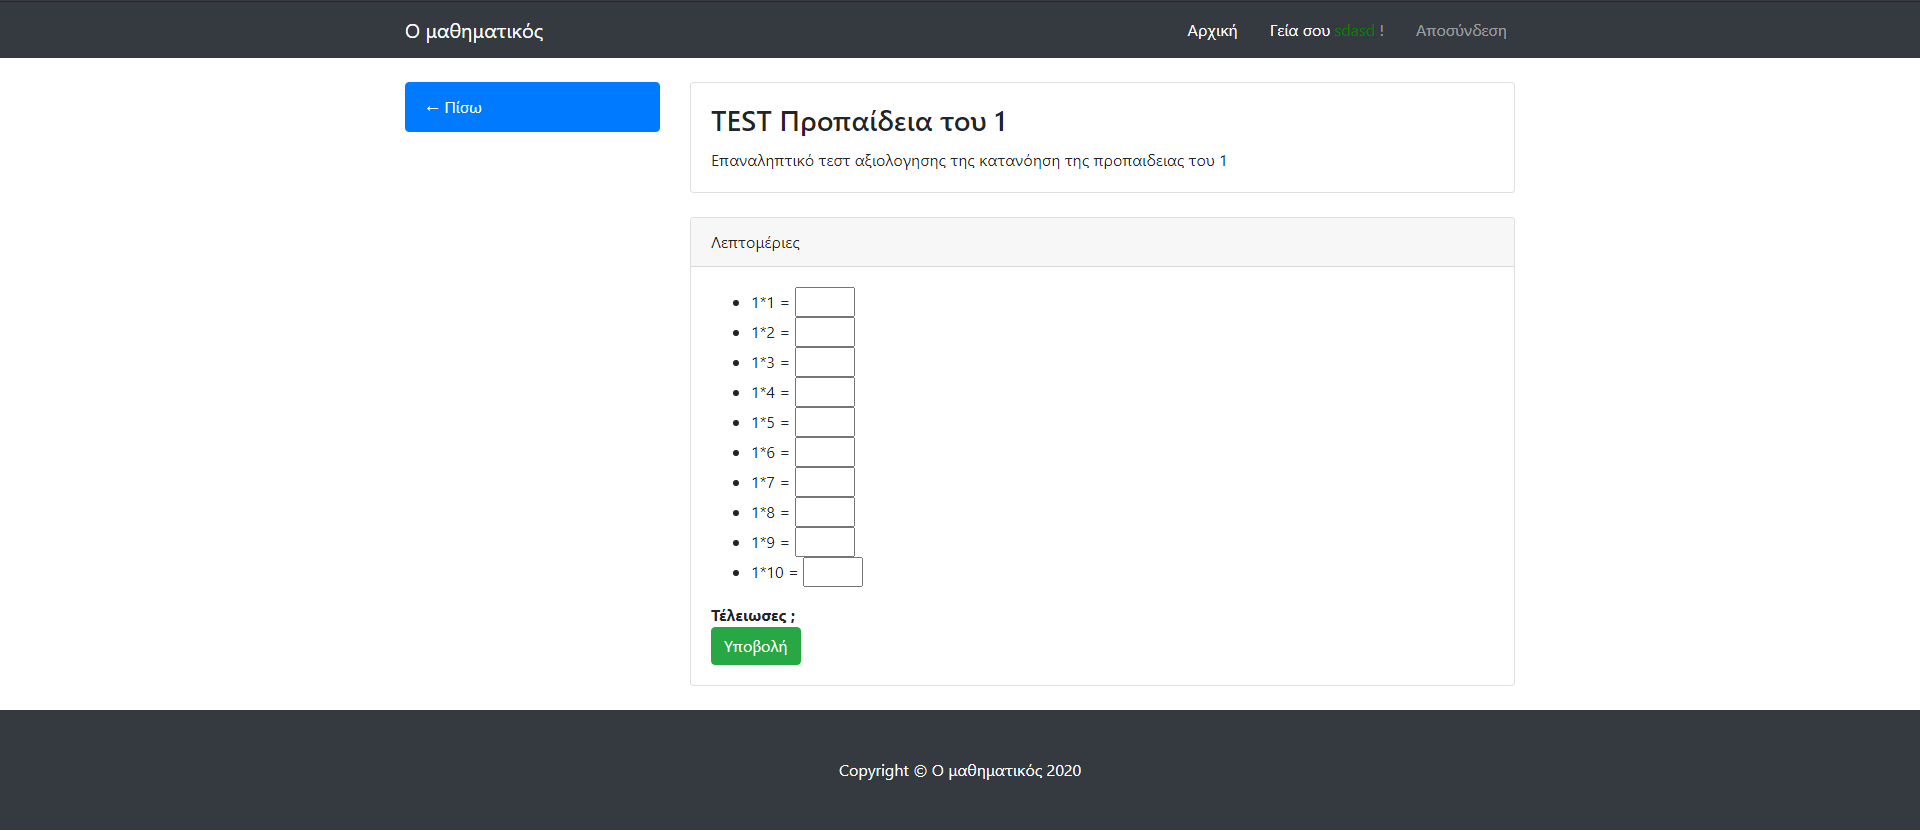 Ο μαθηματικός
Αρχική Γεία σου sdasd ! Αποσύνδεση
← Πίσω
TEST Προπαίδεια του 1
Επαναληπτικό τεστ αξιολογησης της κατανόηση της προπαιδειας του 1
Λεπτομέριες
1*1 =
1*2 =
1*3 =
1*4 =
1*5 =
1*6 =
1*7 =
1*8 =
1*9 =
1*10 =
Τέλειωσες ;
Υποβολή
Copyright © Ο μαθηματικός 2020